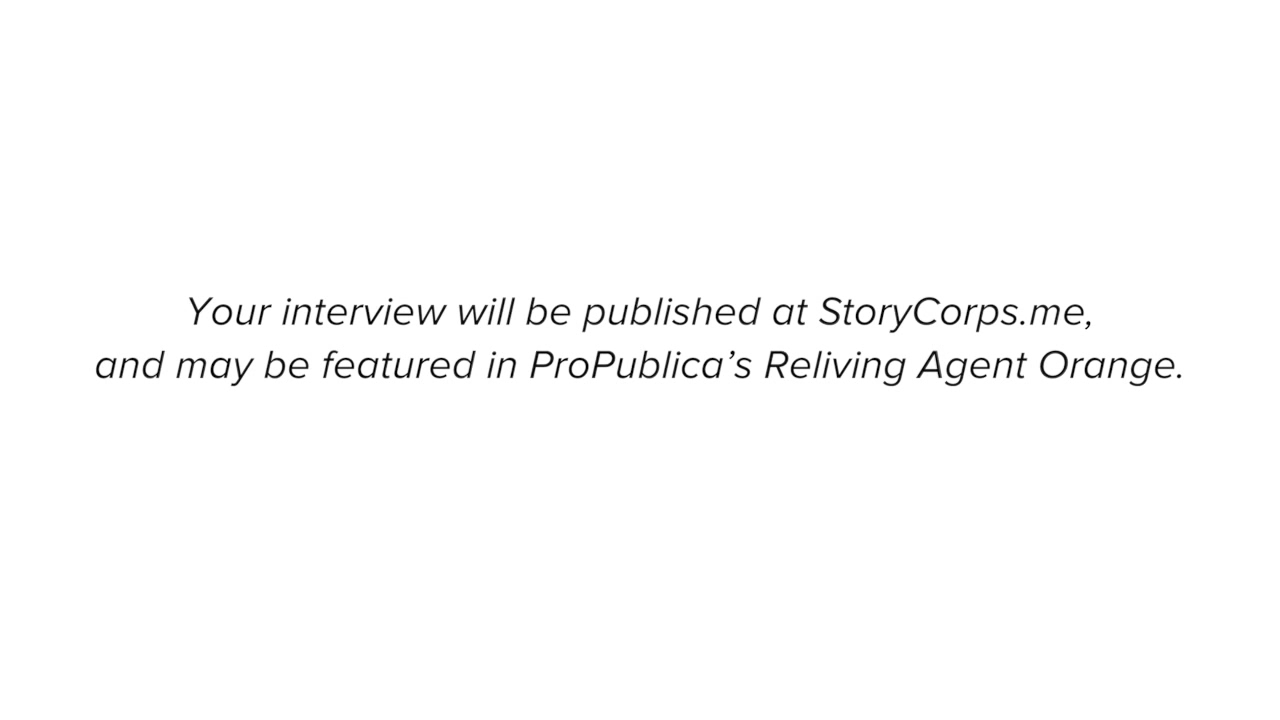 Your interview will be published at StoryCorps.me,
and may be featured in ProPublica’s Reliving Agent Orange.